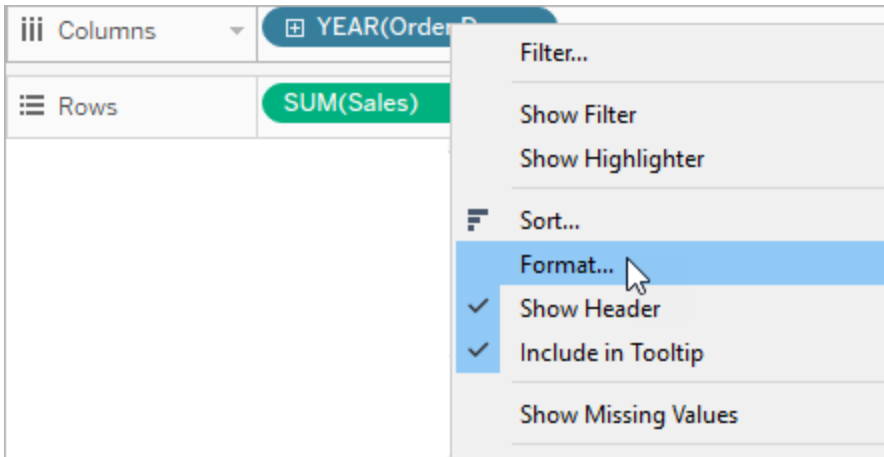 Columns
YEAR(Order D
Rows
SUM(Sales)
Filter...
Show Filter
Show Highlighter
Sort...
Format...
Show Header
Include in Tooltip
Show Missing Values